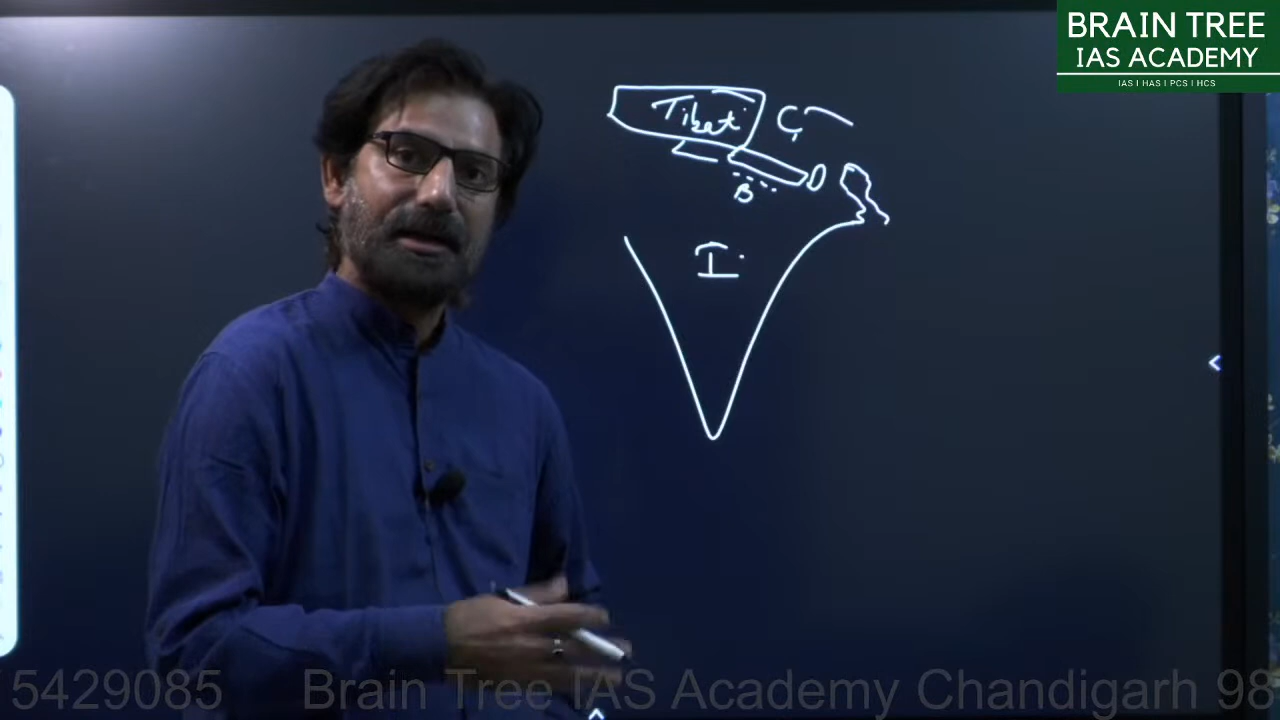 BRAIN TREE
IAS ACADEMY
IAS I HAS I PCS I HCS
Tibet
C
B
I
5429085 Brain Tree IAS Academy Chandigarh 98